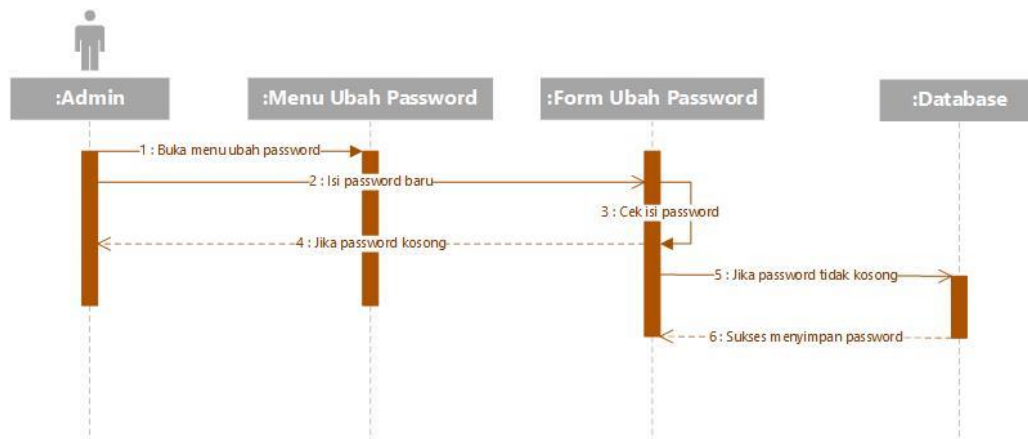 :Admin
:Menu Ubah Password
:Form Ubah Password
:Database
1 : Buka menu ubah password
2 : Isi password baru
3 : Cek isi password
4 : Jika password kosong
5 : Jika password tidak kosong
6 : Sukses menyimpan password